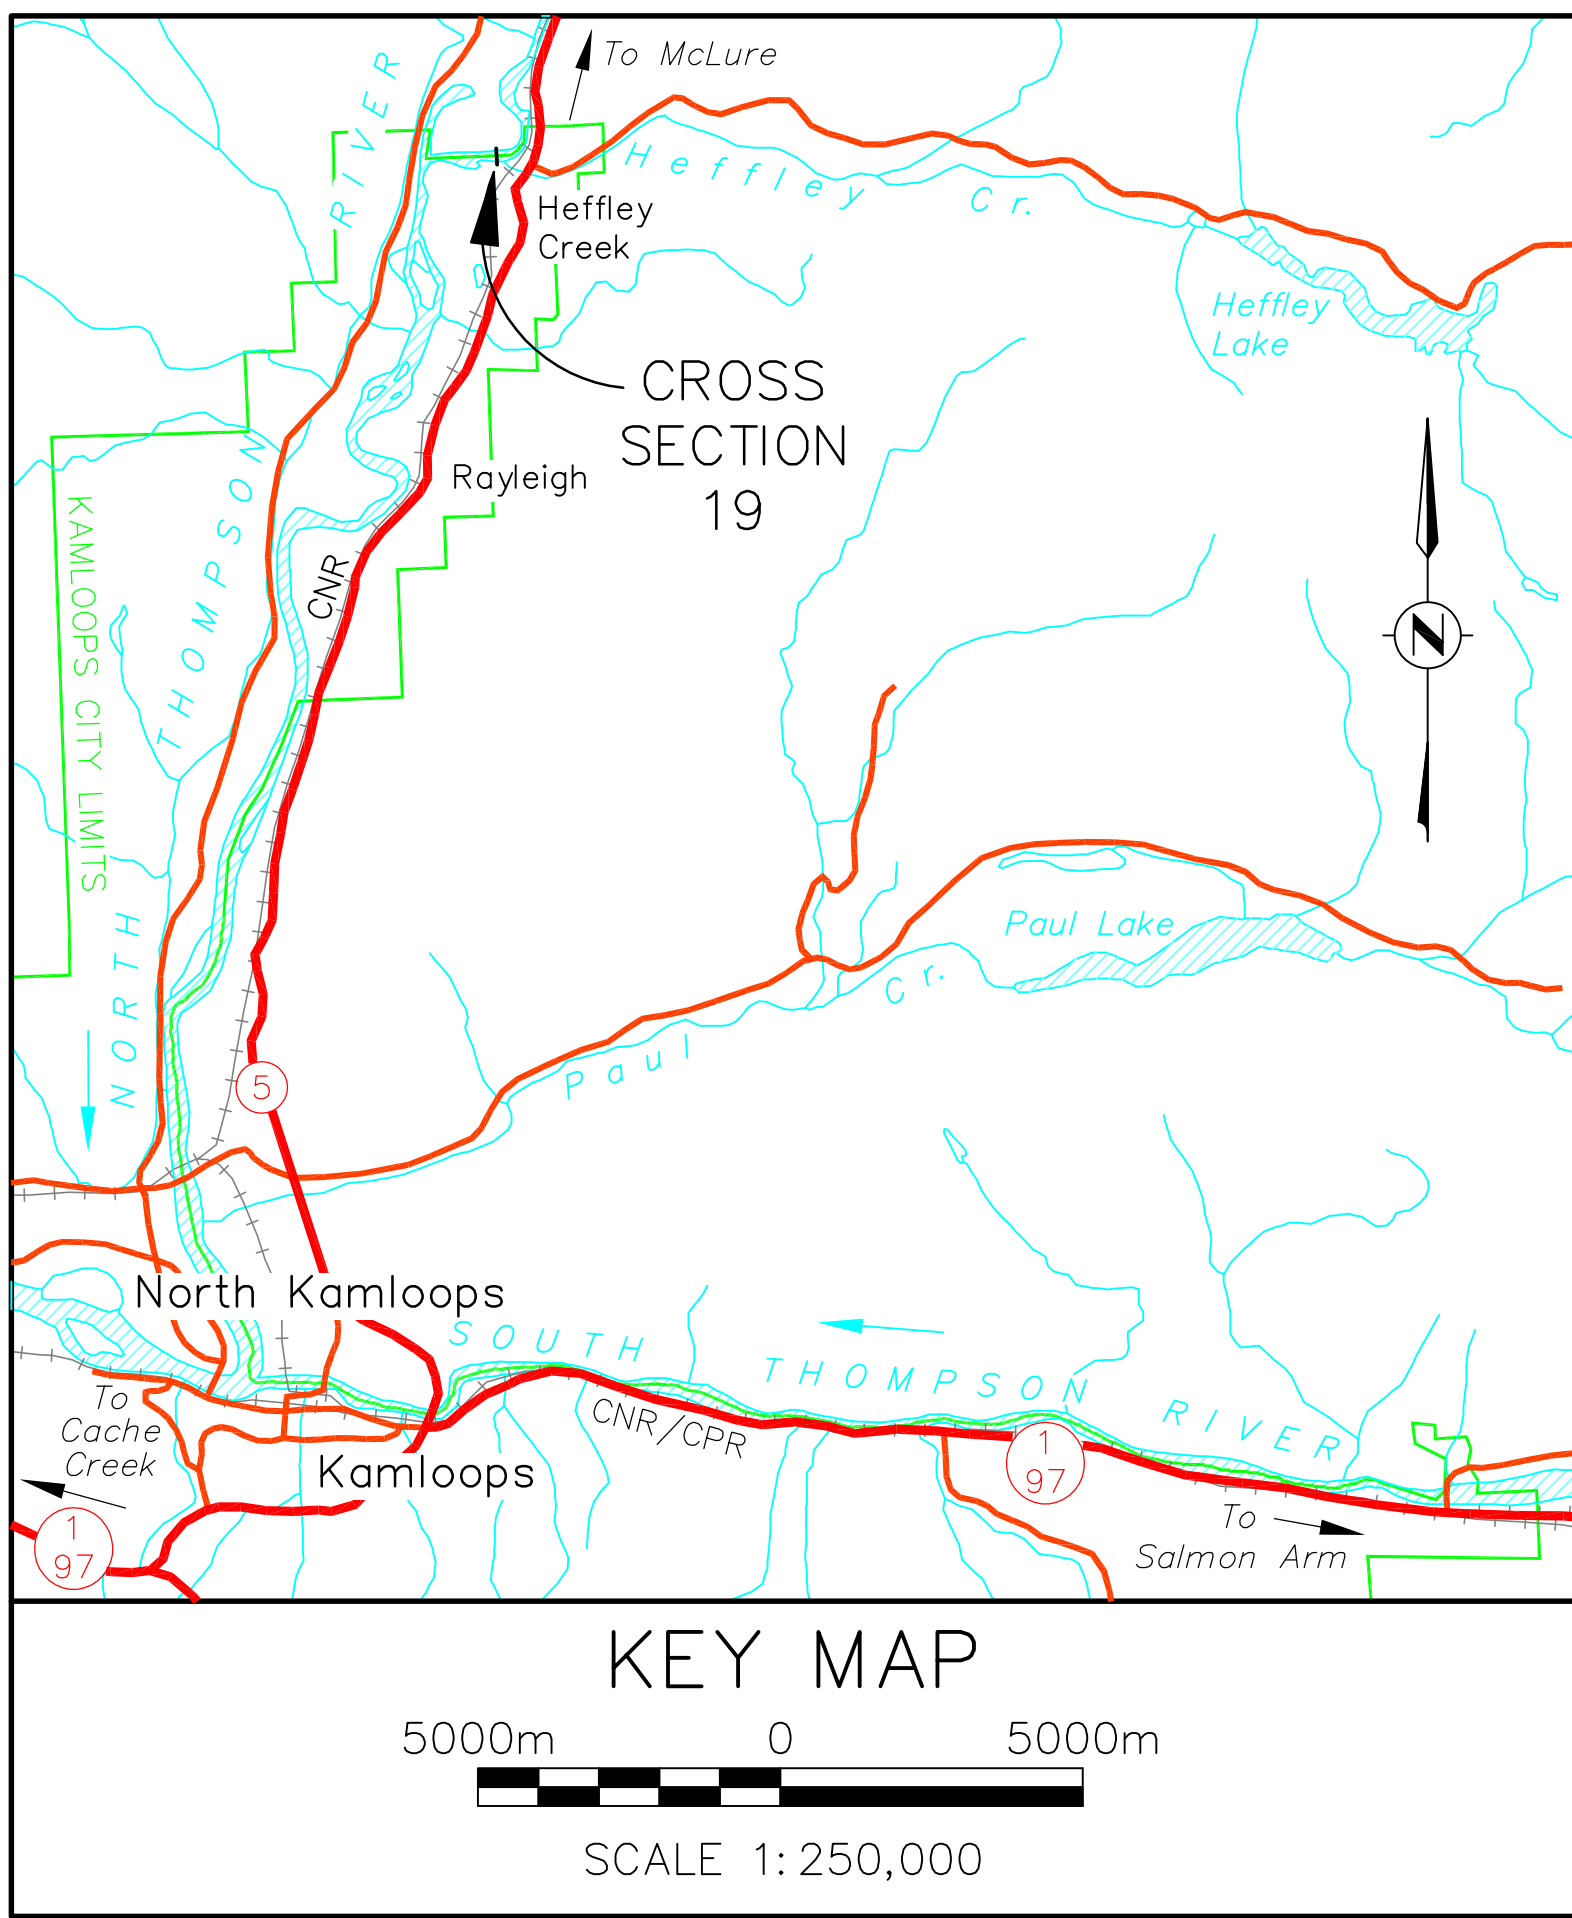 To McLure
RIVER
Heffley Cr.
Heffley
Creek
Heffley
Lake
CROSS
SECTION
19
Rayleigh
THOMPSON
KAMLOOPS CITY LIMITS
CNR
N
NORTH
Paul Lake
Paul Cr.
5
North Kamloops
SOUTH THOMPSON RIVER
To
Cache
Creek
CNR/CPR
Kamloops
1
97
1
97
To
Salmon Arm
KEY MAP
5000m 0 5000m
SCALE 1:250,000